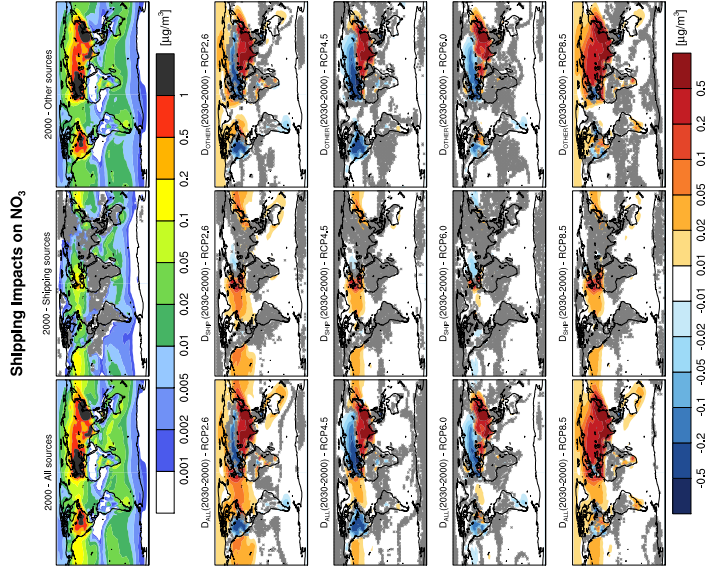 Shipping Impacts on NO3
2000 - All sources
2000 - Shipping sources
2000 - Other sources
0.001 0.002 0.005 0.01 0.02 0.05 0.1 0.2 0.5 1 [µg/m³]
DALL(2030-2000) - RCP2.6
DSHIP(2030-2000) - RCP2.6
DOTHER(2030-2000) - RCP2.6
DALL(2030-2000) - RCP4.5
DSHIP(2030-2000) - RCP4.5
DOTHER(2030-2000) - RCP4.5
DALL(2030-2000) - RCP6.0
DSHIP(2030-2000) - RCP6.0
DOTHER(2030-2000) - RCP6.0
DALL(2030-2000) - RCP8.5
DSHIP(2030-2000) - RCP8.5
DOTHER(2030-2000) - RCP8.5
-0.5 -0.2 -0.1 -0.05 -0.02 -0.01 0.01 0.02 0.05 0.1 0.2 0.5 [µg/m³]